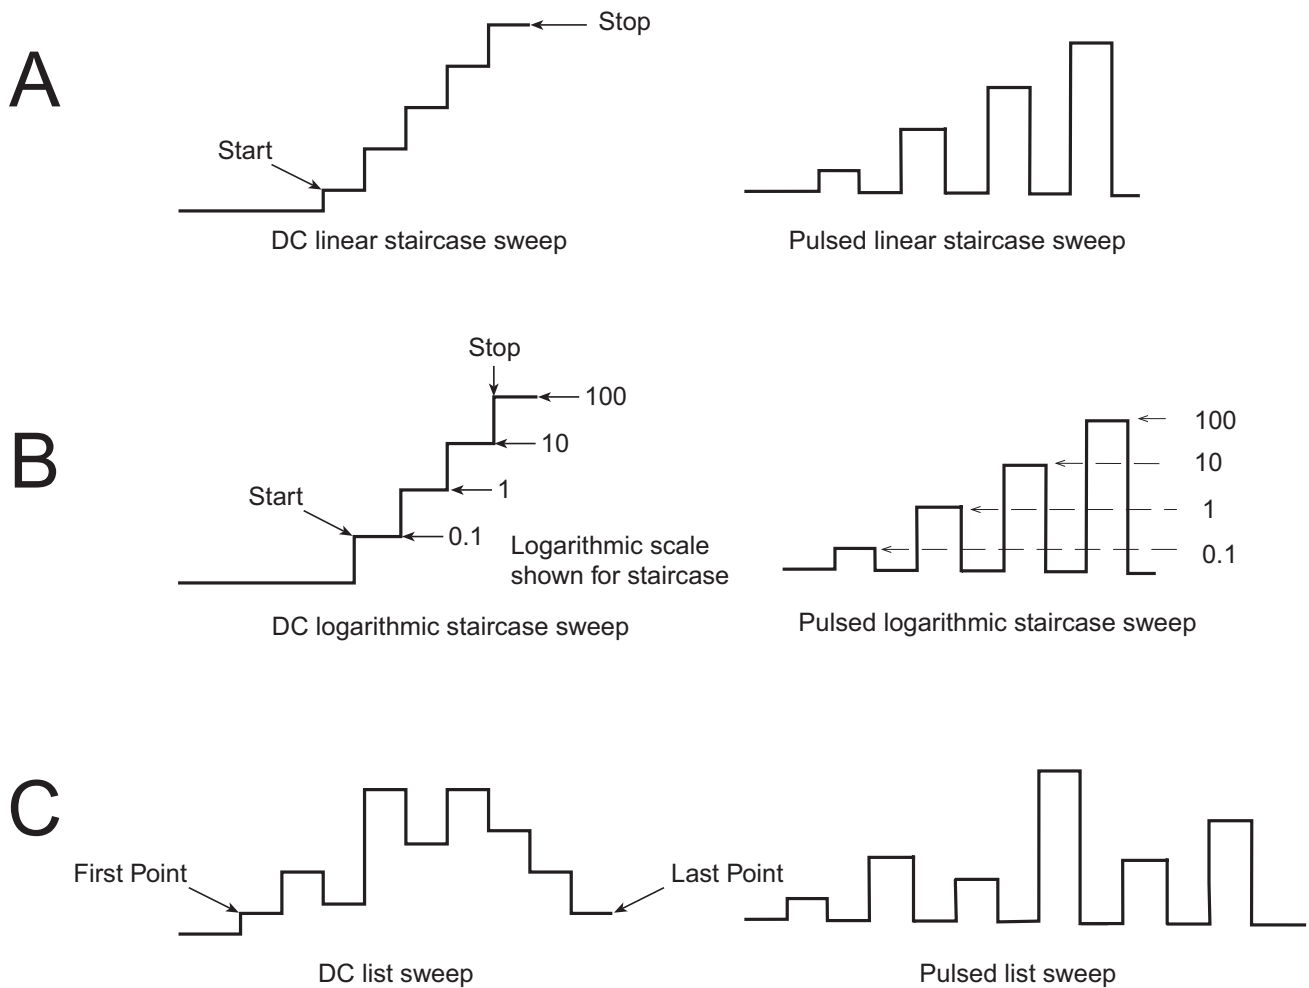 A
Stop
Start
DC linear staircase sweep
Pulsed linear staircase sweep
B
Stop
100
10
Start
1
0.1
Logarithmic scale
shown for staircase
DC logarithmic staircase sweep
100
10
1
0.1
Pulsed logarithmic staircase sweep
C
First Point
Last Point
DC list sweep
Pulsed list sweep